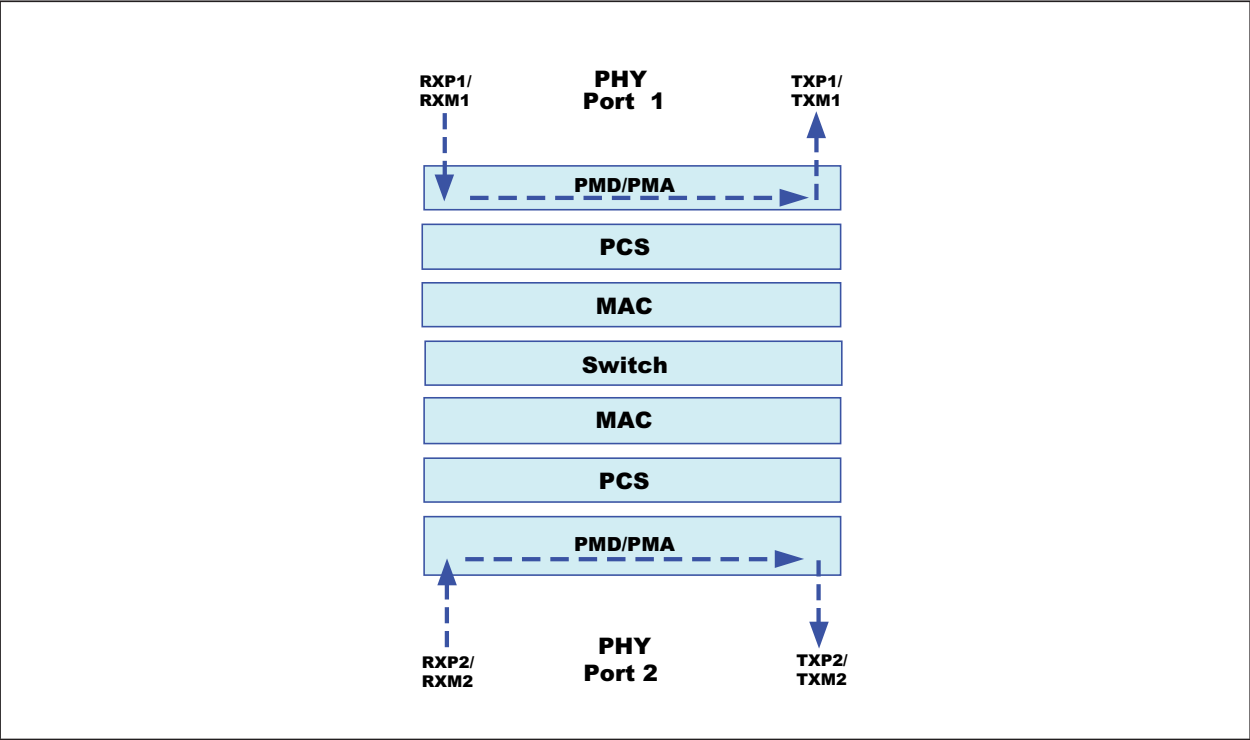 RXP1/
RXM1
PHY
Port 1
TXP1/
TXM1
PMD/PMA
PCS
MAC
Switch
MAC
PCS
PMD/PMA
RXP2/
RXM2
PHY
Port 2
TXP2/
TXM2